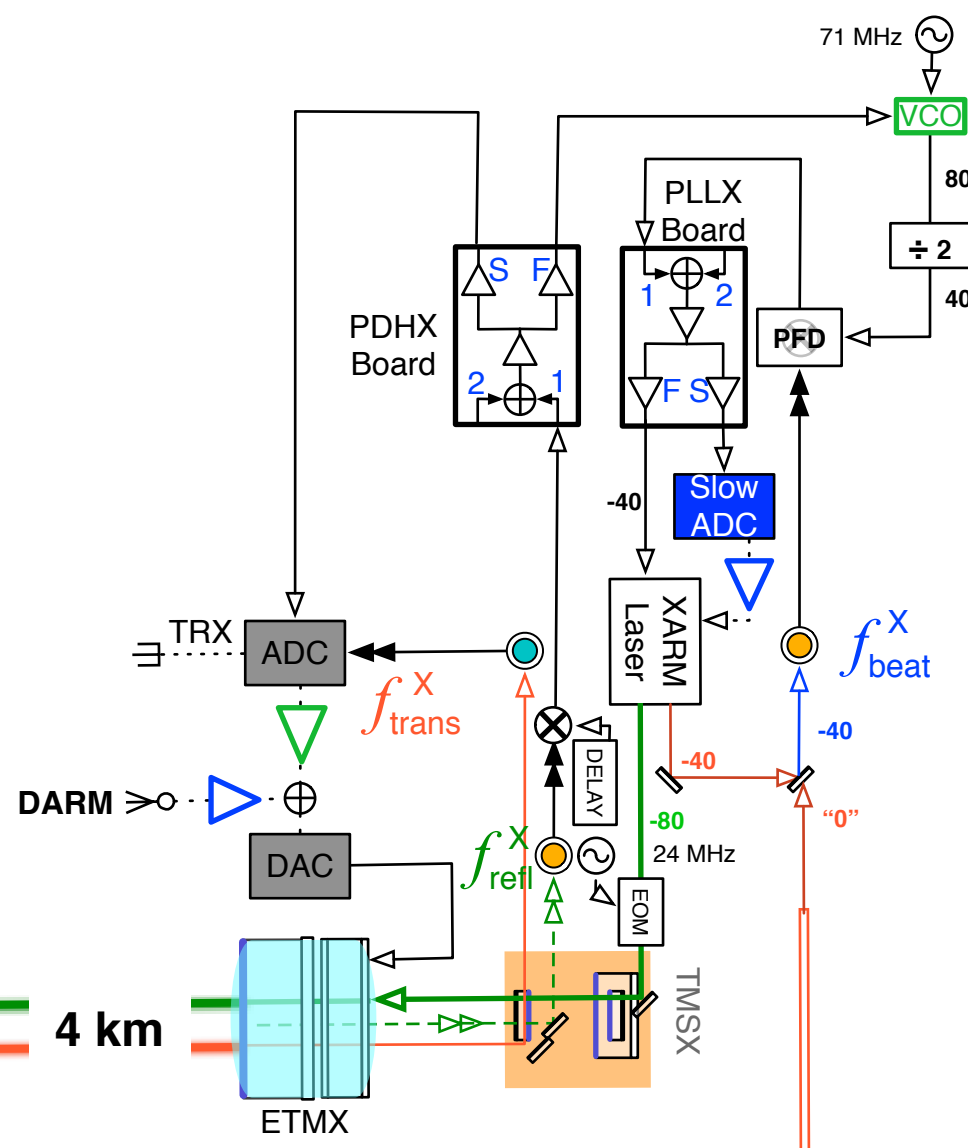 71 MHz
VCO
80
÷ 2
40
PLLX
Board
1
2
F
S
PFD
S
F
PDHX
Board
2
1
Slow
ADC
-40
XARM
Laser
TRX
ADC
f X trans
f X beat
-40
-40
"0"
DELAY
DARM
DAC
f X refl
-80
24 MHz
EOM
TMSX
4 km
ETMX